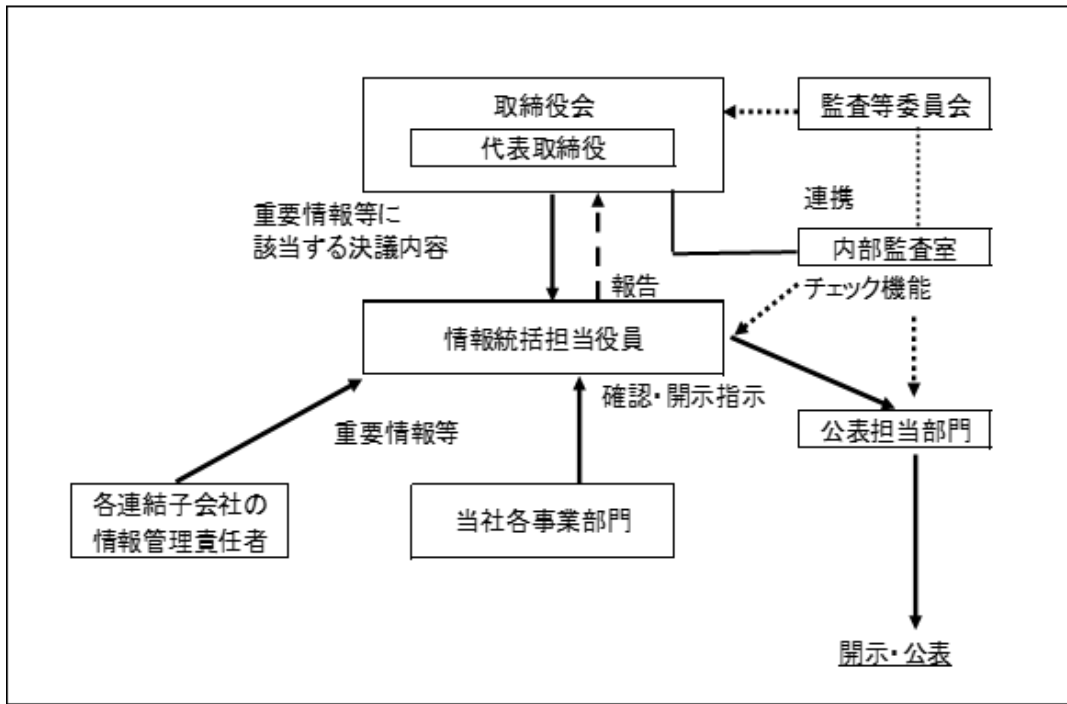 取締役会
監査等委員会
代表取締役
重要情報等に
該当する決議内容
連携
内部監査室
報告
チェック機能
情報統括担当役員
確認・開示指示
重要情報等
公表担当部門
各連結子会社の
情報管理責任者
当社各事業部門
開示・公表